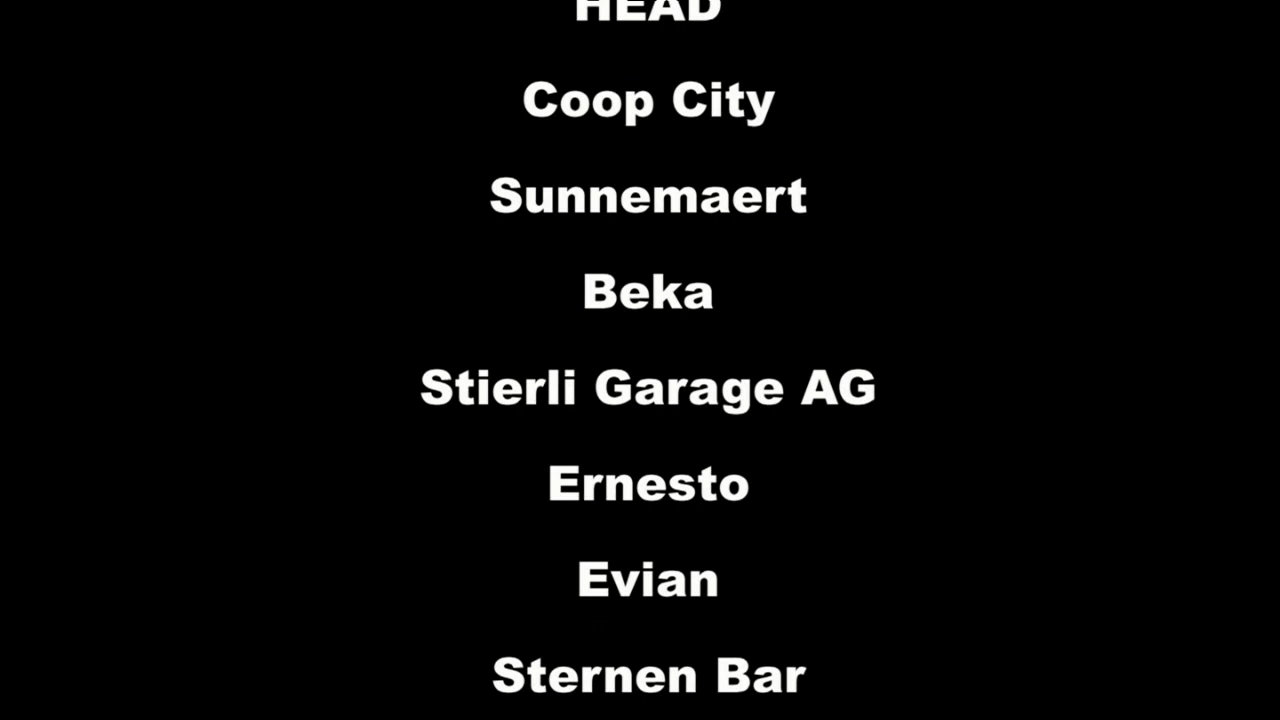 HEAD
Coop City
Sunnemaert
Beka
Stierli Garage AG
Ernesto
Evian
Sternen Bar